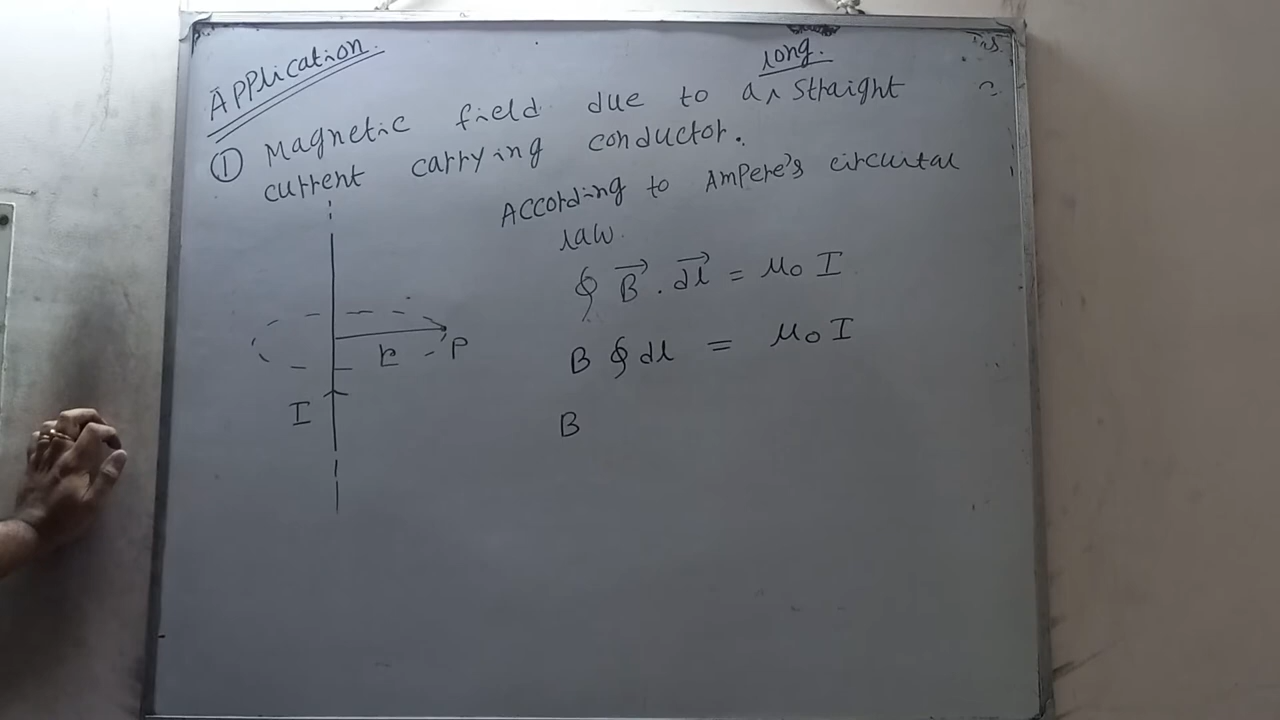 Application.
long.
① Magnetic field due to a ∧ straight
current carrying conductor.
According to Ampere's circuital
law.
∮ B⃗ . dl⃗ = μ₀ I
B ∮ dl = μ₀ I
B
r
P
I